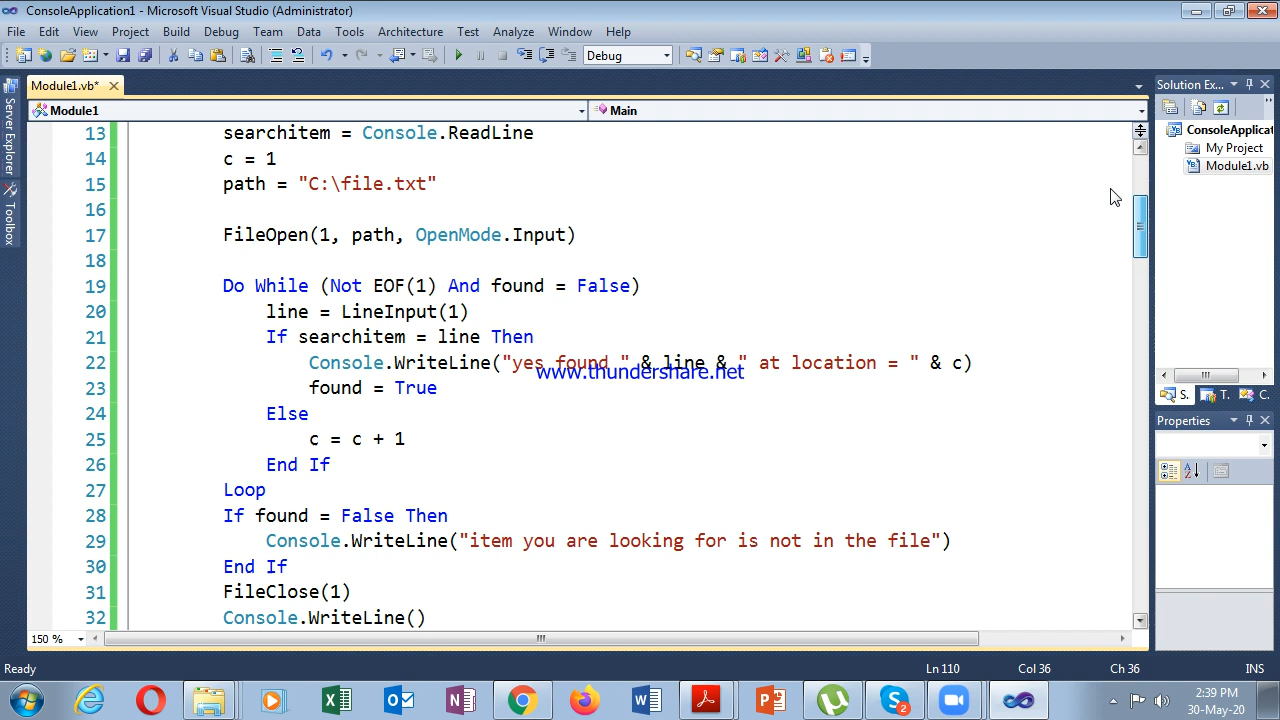 ConsoleApplication1 - Microsoft Visual Studio (Administrator)
File Edit View Project Build Debug Team Data Tools Architecture Test Analyze Window Help
Debug
Module1.vb*
Solution Ex...
Module1 Main
Server Explorer
Toolbox
13 searchitem = Console.ReadLine
14 c = 1
15 path = "C:\file.txt"
16
17 FileOpen(1, path, OpenMode.Input)
18
19 Do While (Not EOF(1) And found = False)
20 line = LineInput(1)
21 If searchitem = line Then
22 Console.WriteLine("yes found " & line & " at location = " & c)
www.thundershare.net
23 found = True
24 Else
25 c = c + 1
26 End If
27 Loop
28 If found = False Then
29 Console.WriteLine("item you are looking for is not in the file")
30 End If
31 FileClose(1)
32 Console.WriteLine()
ConsoleApplicat
My Project
Module1.vb
S. T. C.
Properties
150 %
Ready Ln 110 Col 36 Ch 36 INS
2
2:39 PM
30-May-20